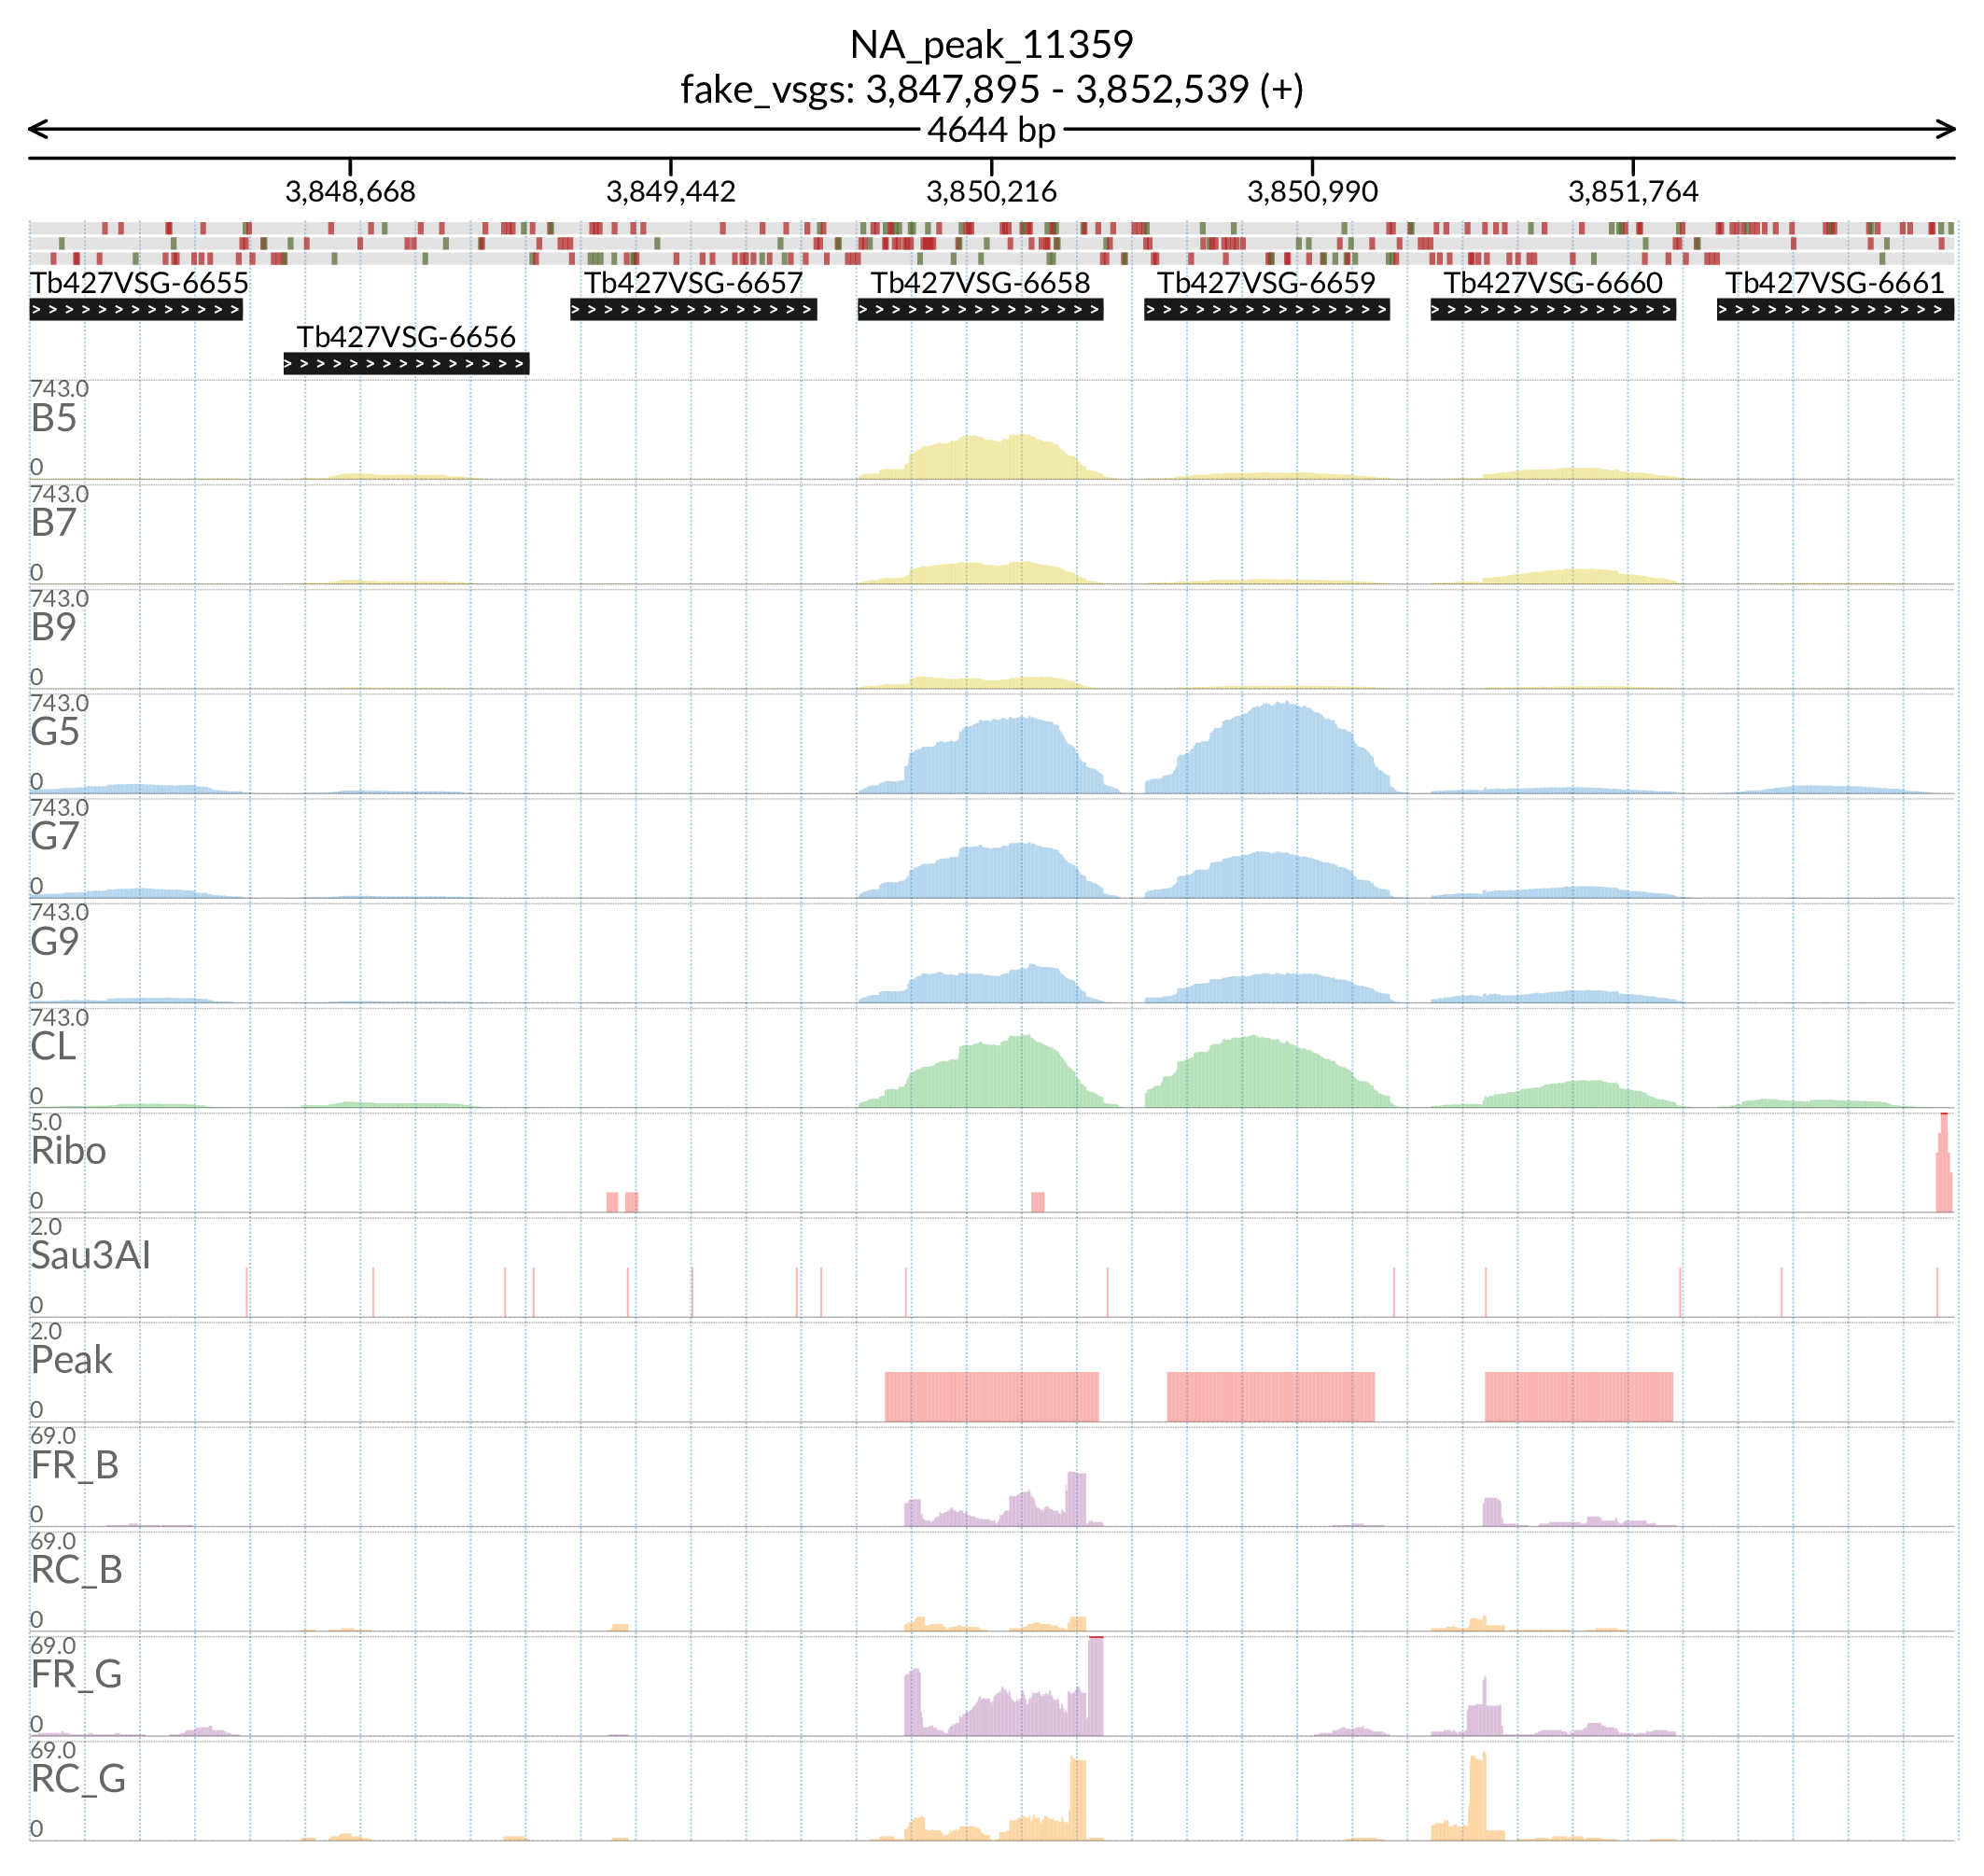 NA_peak_11359
fake_vsgs: 3,847,895 - 3,852,539 (+)
4644 bp
3,848,668 3,849,442 3,850,216 3,850,990 3,851,764
Tb427VSG-6655 Tb427VSG-6657 Tb427VSG-6658 Tb427VSG-6659 Tb427VSG-6660 Tb427VSG-6661
Tb427VSG-6656
743.0
B5
0
743.0
B7
0
743.0
B9
0
743.0
G5
0
743.0
G7
0
743.0
G9
0
743.0
CL
0
5.0
Ribo
0
2.0
Sau3AI
0
2.0
Peak
0
69.0
FR_B
0
69.0
RC_B
0
69.0
FR_G
0
69.0
RC_G
0